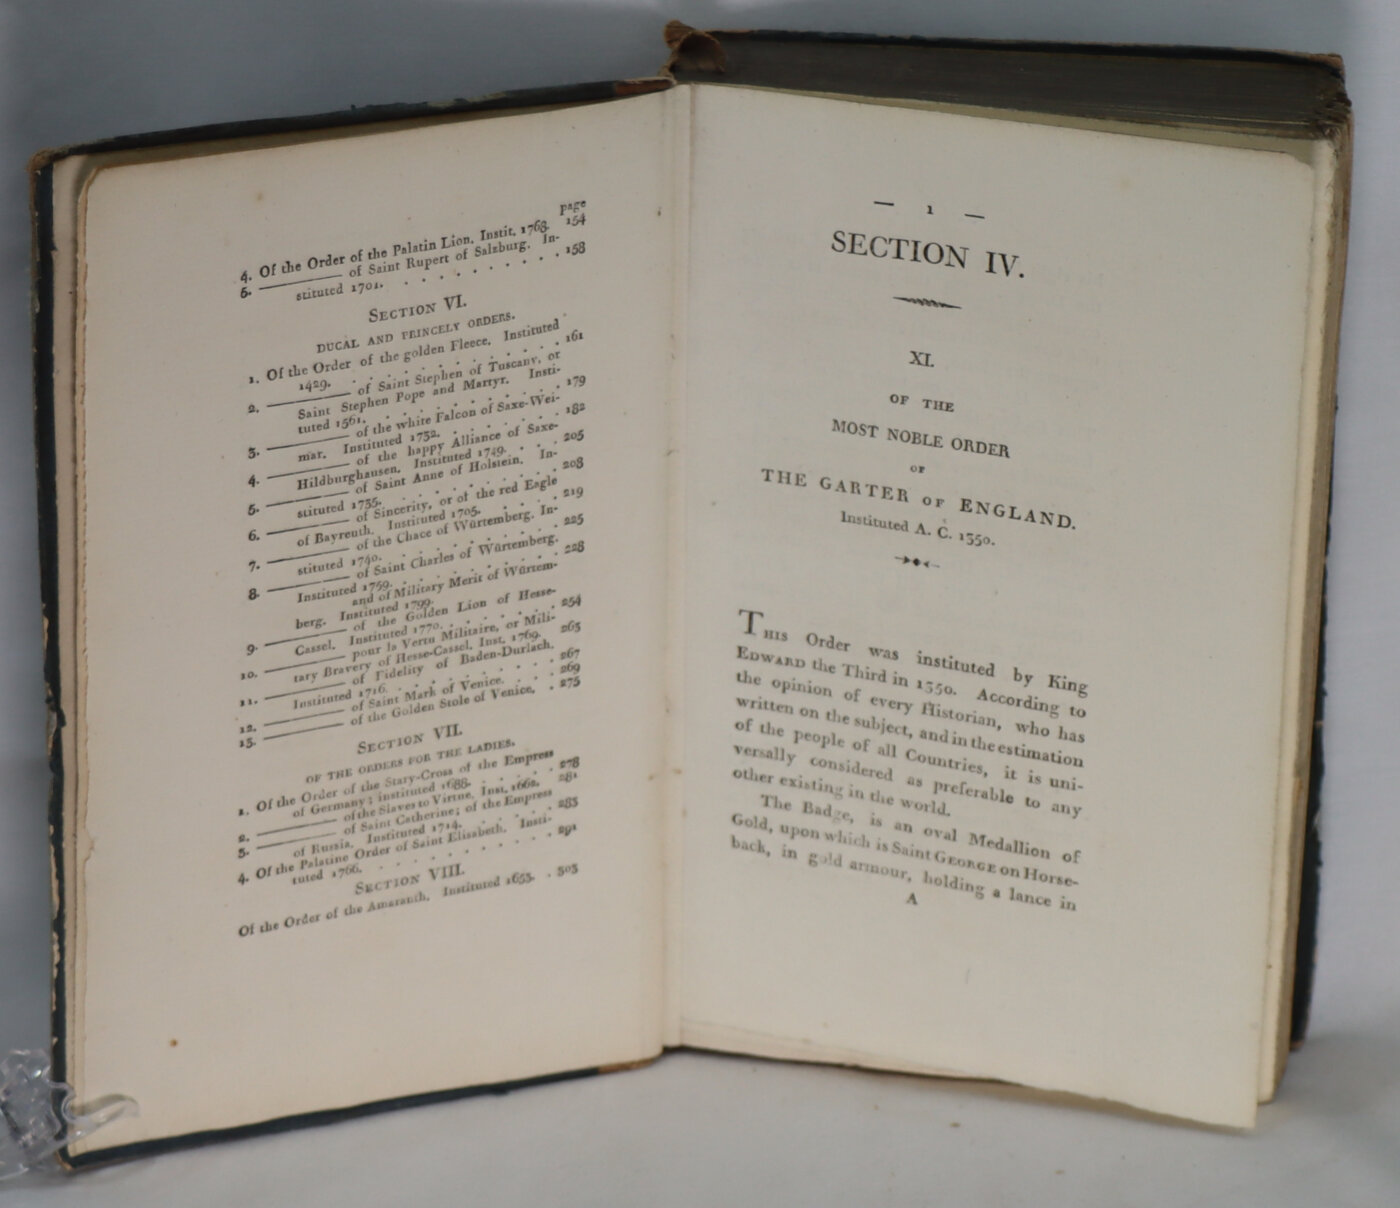 page
4. Of the Order of the Palatin Lion. Instit. 1768. 154
5. ——— of Saint Rupert of Salzburg. In-
stituted 1701. . . . . . . . . . 158
SECTION VI.
DUCAL AND PRINCELY ORDERS.
1. Of the Order of the golden Fleece. Instituted
1429. . . . . . . . . . 161
2. ——— of Saint Stephen of Tuscany, or
Saint Stephen Pope and Martyr. Insti-
tuted 1561. . . . . . . . . 179
3. ——— of the white Falcon of Saxe-Wei-
mar. Instituted 1732. . . . . . 182
4. ——— of the happy Alliance of Saxe-
Hildburghausen. Instituted 1749. . . . 205
5. ——— of Saint Anne of Holstein. In-
stituted 1735. . . . . . . . 208
6. ——— of Sincerity, or of the red Eagle
of Bayreuth. Instituted 1705. . . . . 219
7. ——— of the Chace of Würtemberg. In-
stituted 1740. . . . . . . . 225
8. ——— of Saint Charles of Würtemberg.
Instituted 1759. . . . . . . . 228
and of Military Merit of Würtem-
berg. Instituted 1799.
9. ——— of the Golden Lion of Hesse-
Cassel. Instituted 1770. . . . . . 254
10. ——— pour la Vertu Militaire, or Mili-
tary Bravery of Hesse-Cassel. Inst. 1769. 263
11. ——— of Fidelity of Baden-Durlach.
Instituted 1716. . . . . . . . 267
12. ——— of Saint Mark of Venice. . . . . 269
13. ——— of the Golden Stole of Venice. . 275
SECTION VII.
OF THE ORDERS FOR THE LADIES.
1. Of the Order of the Stary-Cross of the Empress
of Germany; instituted 1688. . . . . 278
2. ——— of the Slaves to Virtue. Inst. 1662. 281
3. ——— of Saint Catherine; of the Empress
of Russia. Instituted 1714. . . . . 283
4. Of the Palatine Order of Saint Elisabeth. Insti-
tuted 1766. . . . . . . . . 291
SECTION VIII.
Of the Order of the Amaranth. Instituted 1653. . 303
— 1 —
SECTION IV.
XI.
OF THE
MOST NOBLE ORDER
OF
THE GARTER OF ENGLAND.
Instituted A. C. 1350.
THIS Order was instituted by King
EDWARD the Third in 1350. According to
the opinion of every Historian, who has
written on the subject, and in the estimation
of the people of all Countries, it is uni-
versally considered as preferable to any
other existing in the world.
The Badge, is an oval Medallion of
Gold, upon which is Saint GEORGE on Horse-
back, in gold armour, holding a lance in
A